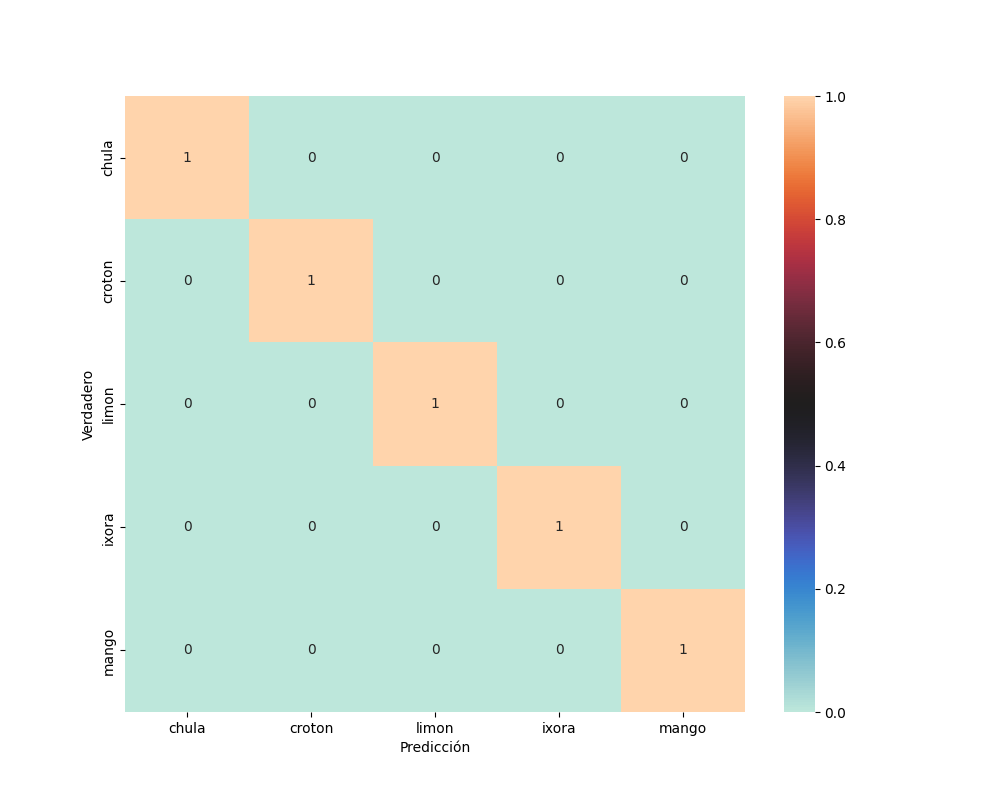 chula 1 0 0 0 0
croton 0 1 0 0 0
limon 0 0 1 0 0
ixora 0 0 0 1 0
mango 0 0 0 0 1
Verdadero
chula croton limon ixora mango
Predicción
1.0
0.8
0.6
0.4
0.2
0.0